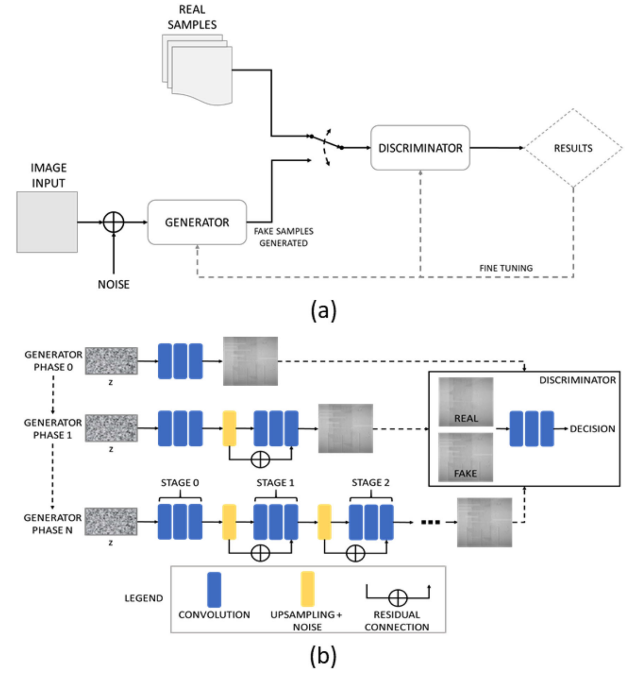 REAL
SAMPLES
IMAGE
INPUT
GENERATOR
NOISE
FAKE SAMPLES
GENERATED
DISCRIMINATOR
RESULTS
FINE TUNING
(a)
GENERATOR
PHASE 0
z
GENERATOR
PHASE 1
z
DISCRIMINATOR
REAL
FAKE
DECISION
STAGE 0
STAGE 1
STAGE 2
GENERATOR
PHASE N
z
LEGEND
CONVOLUTION
UPSAMPLING +
NOISE
RESIDUAL
CONNECTION
(b)